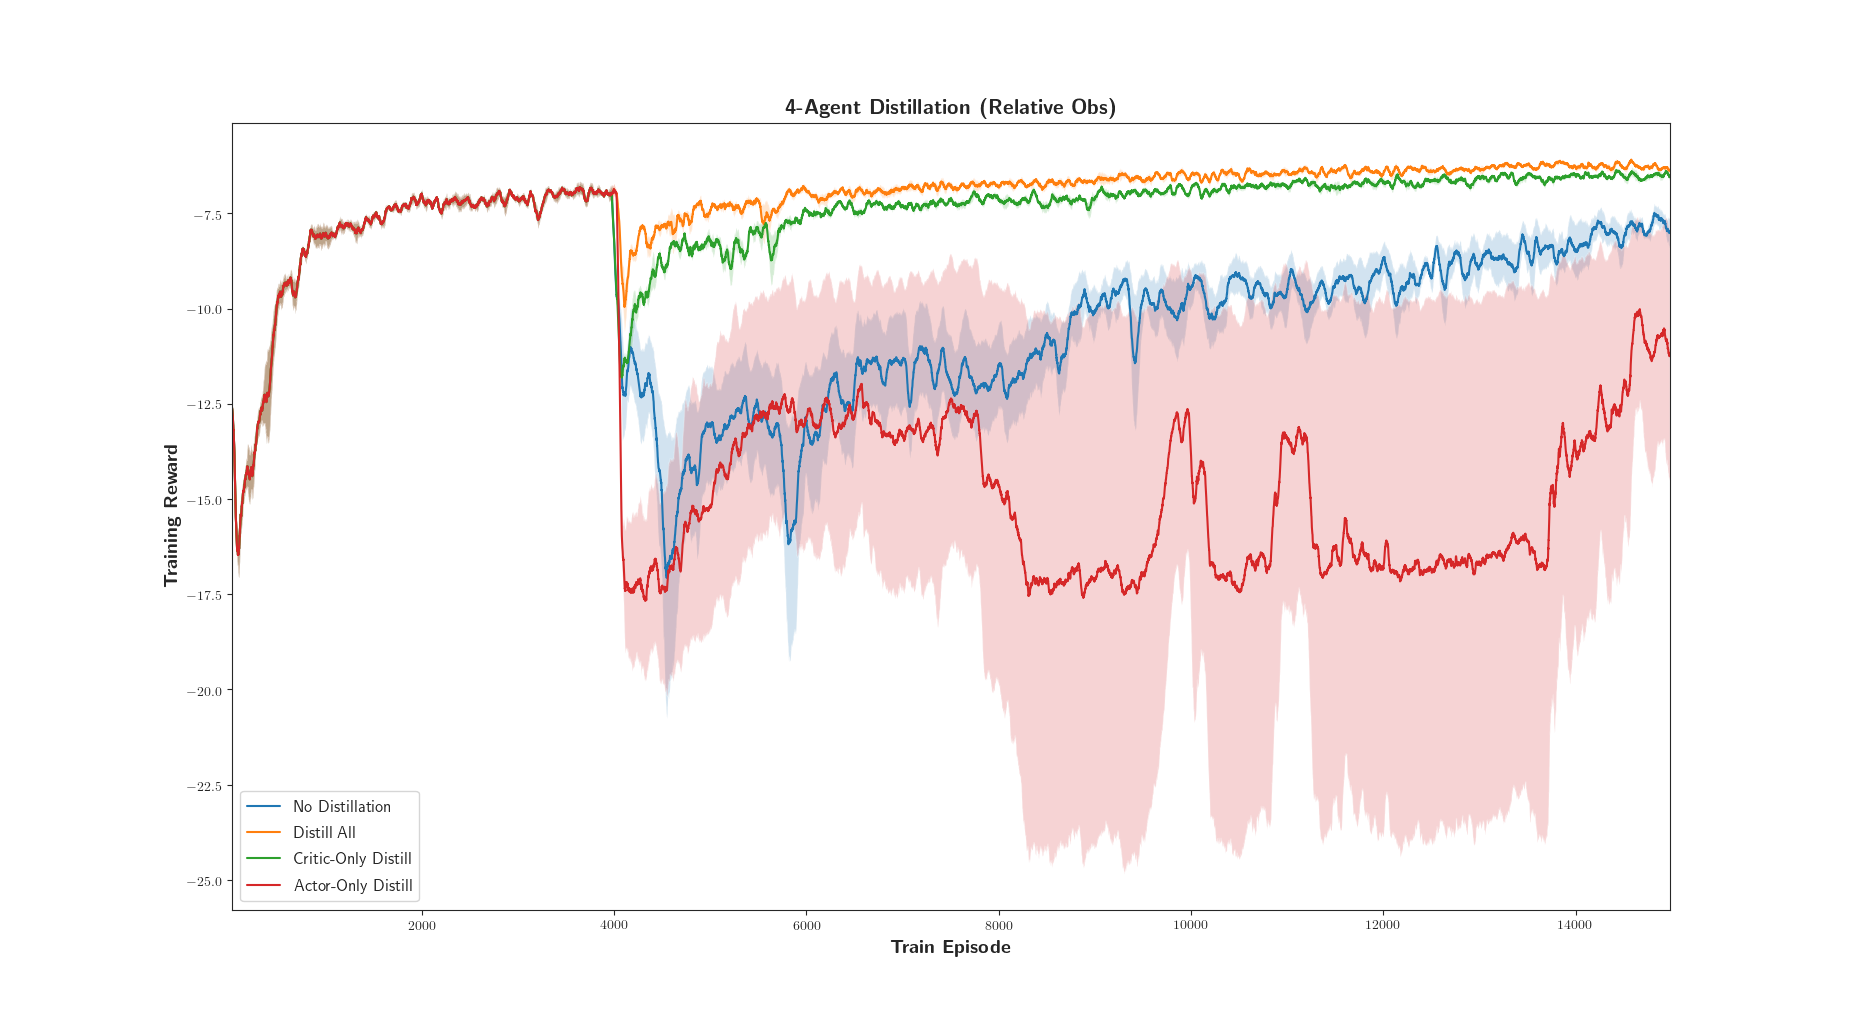 4-Agent Distillation (Relative Obs)
Training Reward
−7.5
−10.0
−12.5
−15.0
−17.5
−20.0
−22.5
−25.0
No Distillation
Distill All
Critic-Only Distill
Actor-Only Distill
2000 4000 6000 8000 10000 12000 14000
Train Episode